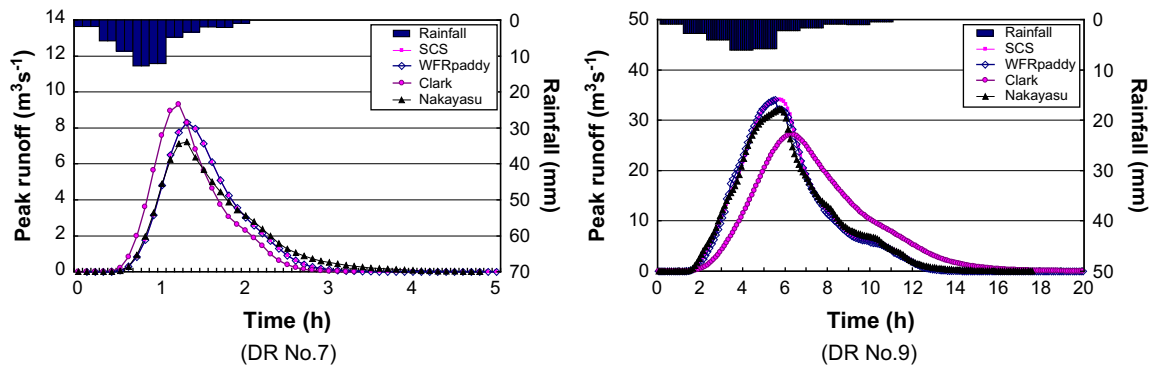 14
12
10
8
6
4
2
0
Peak runoff (m³s⁻¹)
0
10
20
30
40
50
60
70
Rainfall (mm)
Rainfall
SCS
WFRpaddy
Clark
Nakayasu
0 1 2 3 4 5
Time (h)
(DR No.7)
50
40
30
20
10
0
Peak runoff (m³s⁻¹)
0
10
20
30
40
50
Rainfall (mm)
Rainfall
SCS
WFRpaddy
Clark
Nakayasu
0 2 4 6 8 10 12 14 16 18 20
Time (h)
(DR No.9)